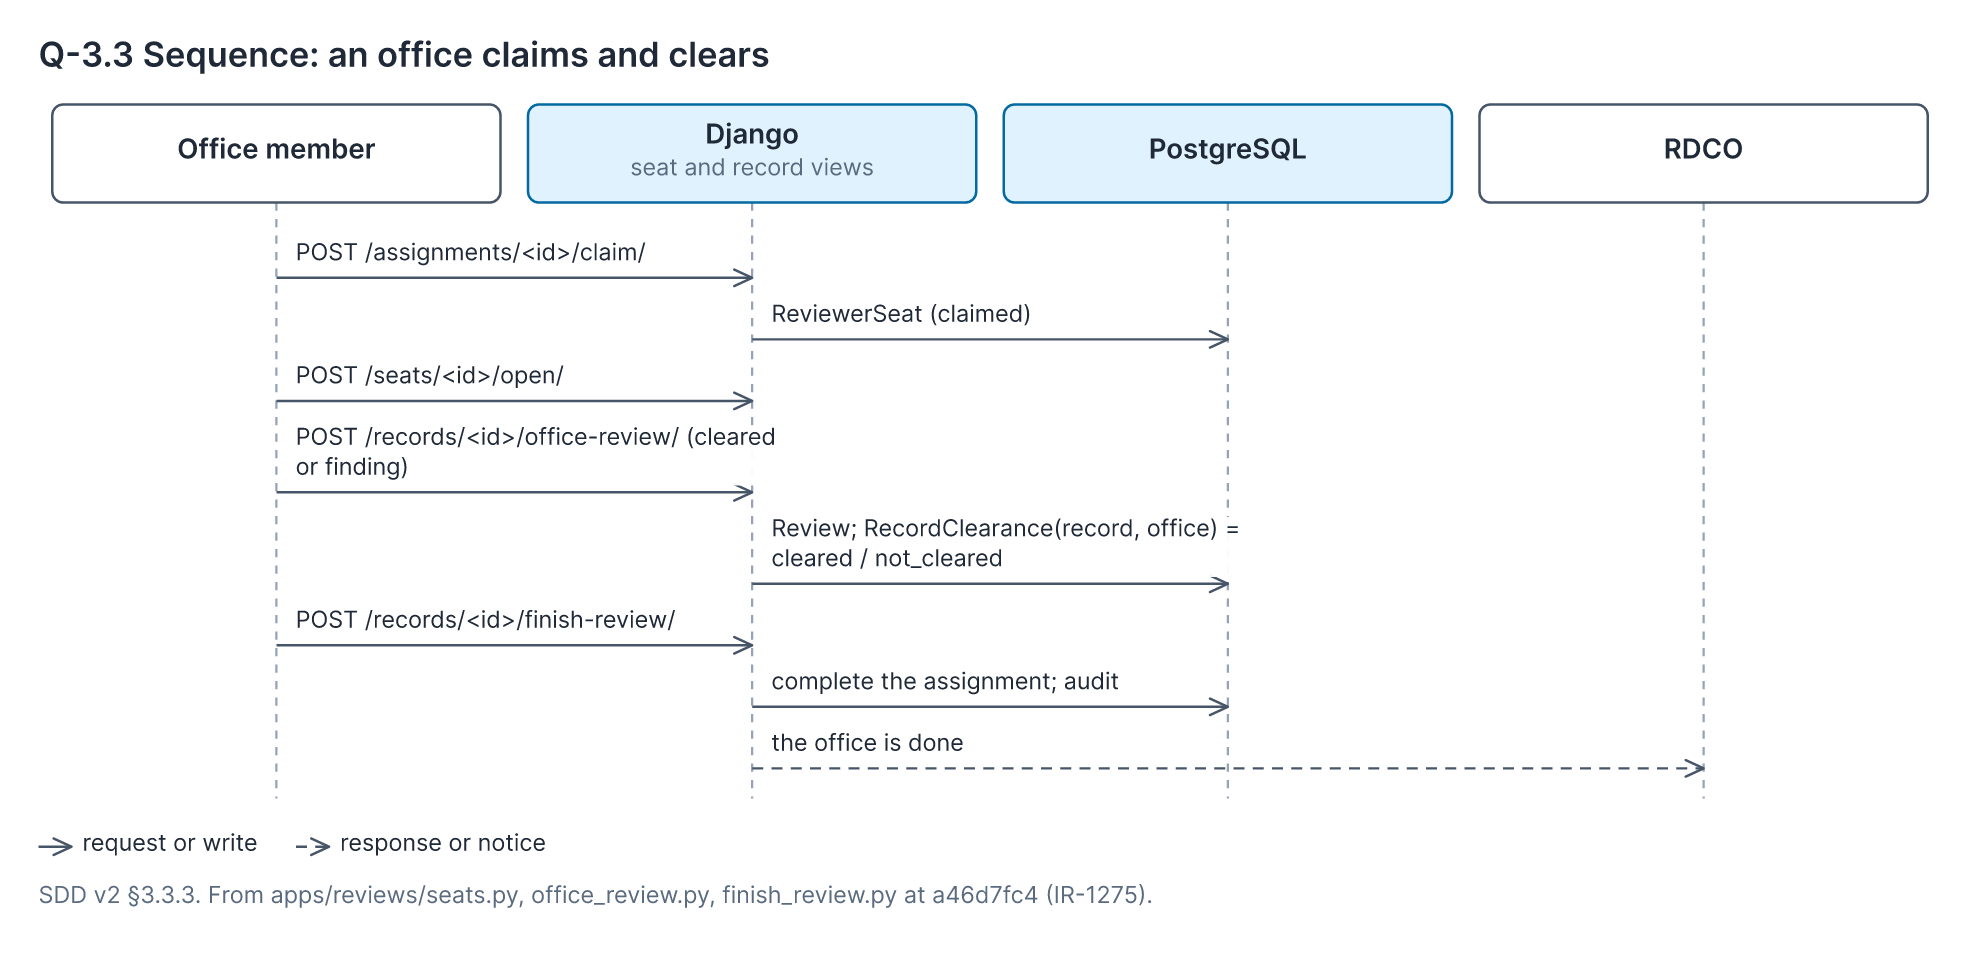 Q-3.3 Sequence: an office claims and clears
Office member
Django
seat and record views
PostgreSQL
RDCO
POST /assignments/<id>/claim/
ReviewerSeat (claimed)
POST /seats/<id>/open/
POST /records/<id>/office-review/ (cleared
or finding)
Review; RecordClearance(record, office) =
cleared / not_cleared
POST /records/<id>/finish-review/
complete the assignment; audit
the office is done
request or write
response or notice
SDD v2 §3.3.3. From apps/reviews/seats.py, office_review.py, finish_review.py at a46d7fc4 (IR-1275).